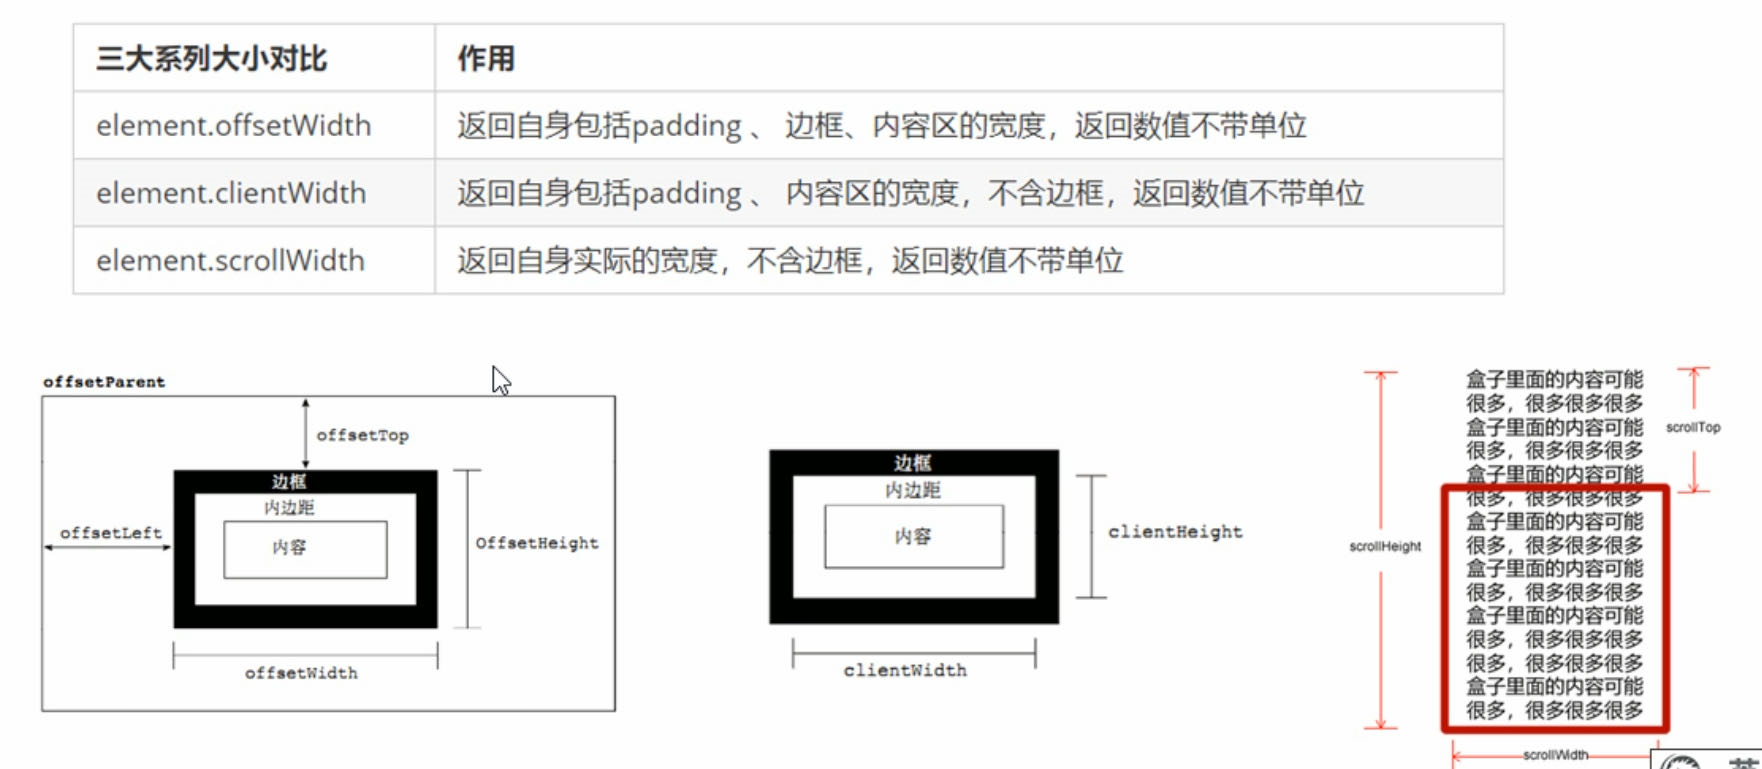 三大系列大小对比 作用
element.offsetWidth 返回自身包括padding 、 边框、内容区的宽度，返回数值不带单位
element.clientWidth 返回自身包括padding 、 内容区的宽度，不含边框，返回数值不带单位
element.scrollWidth 返回自身实际的宽度，不含边框，返回数值不带单位
offsetParent
offsetTop
边框
内边距
内容
offsetLeft
OffsetHeight
offsetWidth
边框
内边距
内容
clientHeight
clientWidth
盒子里面的内容可能
很多，很多很多很多
盒子里面的内容可能
很多，很多很多很多
盒子里面的内容可能
很多，很多很多很多
盒子里面的内容可能
很多，很多很多很多
盒子里面的内容可能
很多，很多很多很多
盒子里面的内容可能
很多，很多很多很多
很多，很多很多很多
盒子里面的内容可能
很多，很多很多很多
scrollTop
scrollHeight
scrollWidth